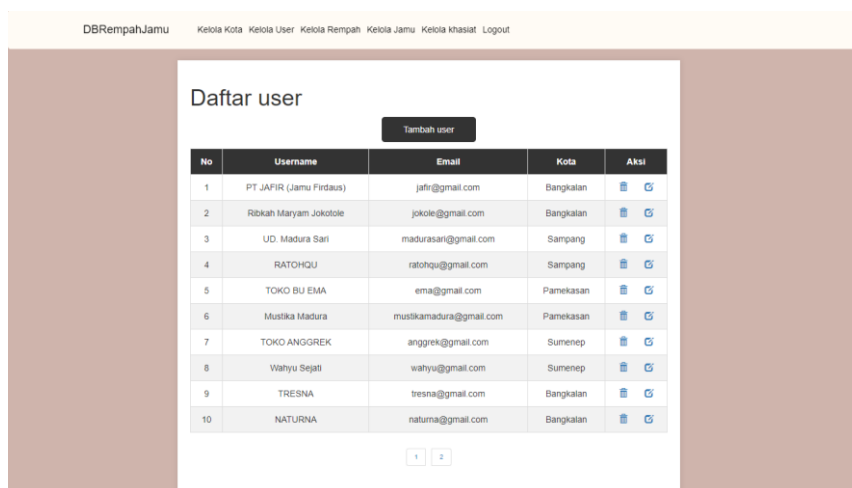 DBRempahJamu Kelola Kota Kelola User Kelola Rempah Kelola Jamu Kelola khasiat Logout
Daftar user
Tambah user
No Username Email Kota Aksi
1 PT JAFIR (Jamu Firdaus) jafir@gmail.com Bangkalan
2 Ribkah Maryam Jokotole jokole@gmail.com Bangkalan
3 UD. Madura Sari madurasari@gmail.com Sampang
4 RATOHQU ratohqu@gmail.com Sampang
5 TOKO BU EMA ema@gmail.com Pamekasan
6 Mustika Madura mustikamadura@gmail.com Pamekasan
7 TOKO ANGGREK anggrek@gmail.com Sumenep
8 Wahyu Sejati wahyu@gmail.com Sumenep
9 TRESNA tresna@gmail.com Bangkalan
10 NATURNA naturna@gmail.com Bangkalan
1 2